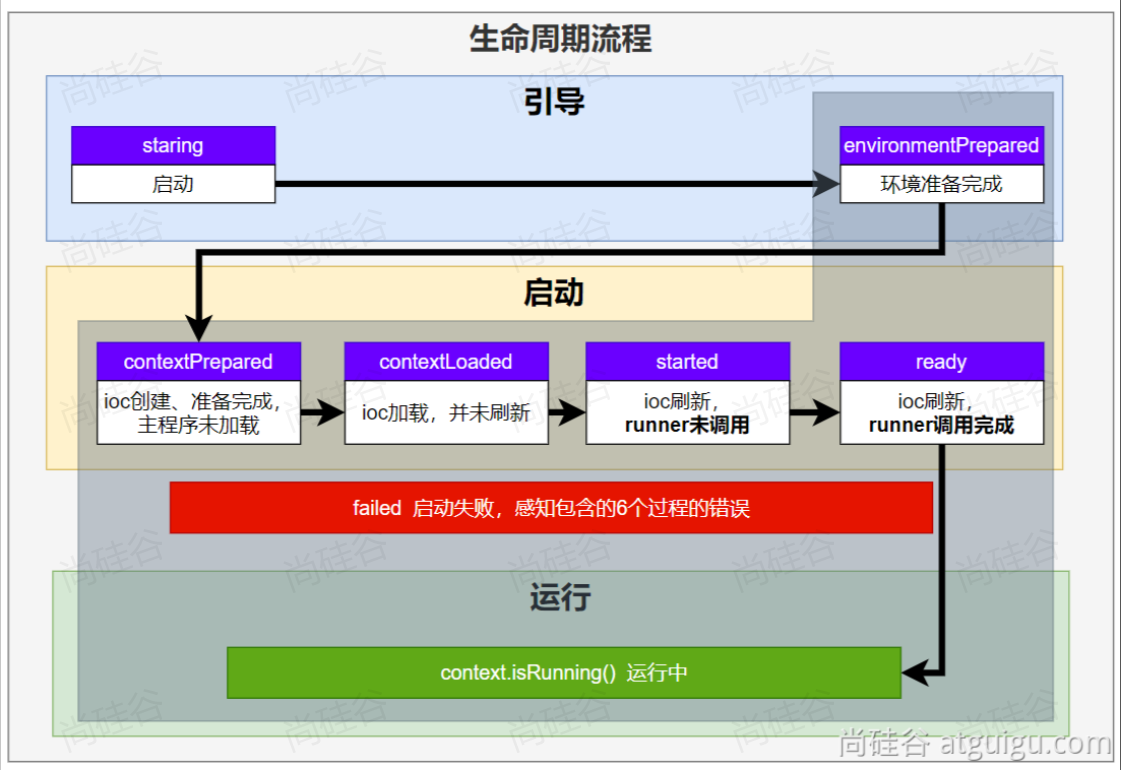 生命周期流程
引导
staring
启动
environmentPrepared
环境准备完成
启动
contextPrepared
ioc创建、准备完成,
主程序未加载
contextLoaded
ioc加载，并未刷新
started
ioc刷新,
runner未调用
ready
ioc刷新,
runner调用完成
failed 启动失败，感知包含的6个过程的错误
运行
context.isRunning() 运行中
尚硅谷 atguigu.com